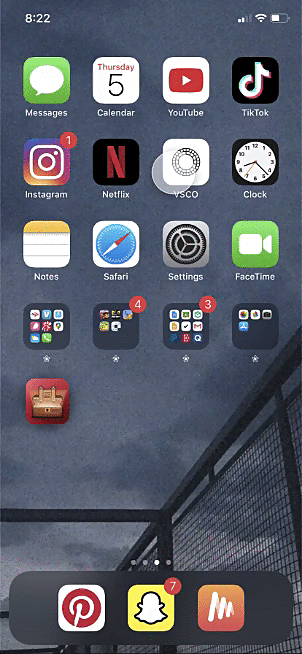 8:22
Thursday
5
1
4
3
Messages
Calendar
YouTube
TikTok
Instagram
Netflix
VSCO
Clock
Notes
Safari
Settings
FaceTime
7